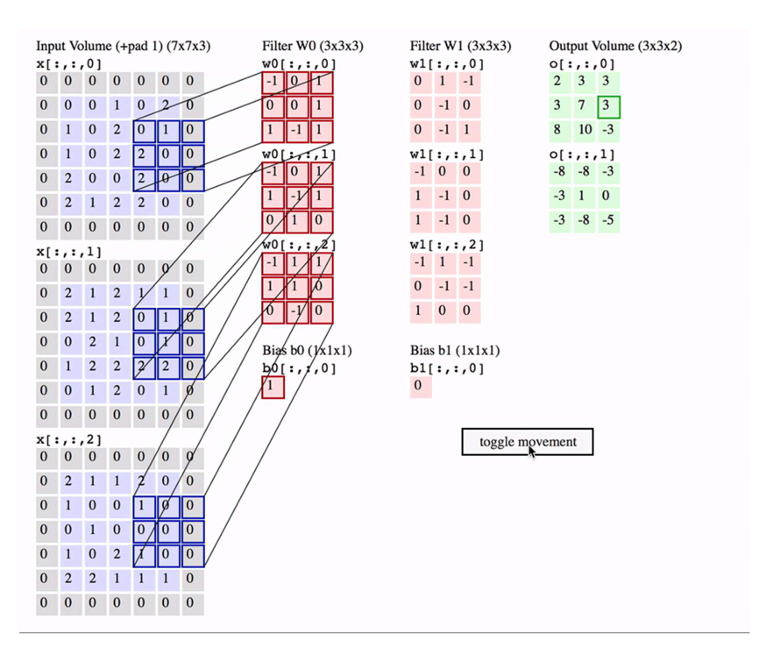 Input Volume (+pad 1) (7x7x3)
x[:,:,0]
0 0 0 0 0 0 0
0 0 0 1 0 2 0
0 1 0 2 0 1 0
0 1 0 2 2 0 0
0 2 0 0 2 0 0
0 2 1 2 2 0 0
0 0 0 0 0 0 0
x[:,:,1]
0 0 0 0 0 0 0
0 2 1 2 1 1 0
0 2 1 2 0 1 0
0 0 2 1 0 1 0
0 1 2 2 2 2 0
0 0 1 2 0 1 0
0 0 0 0 0 0 0
x[:,:,2]
0 0 0 0 0 0 0
0 2 1 1 2 0 0
0 1 0 0 1 0 0
0 0 1 0 0 0 0
0 1 0 2 1 0 0
0 2 2 1 1 1 0
0 0 0 0 0 0 0
Filter W0 (3x3x3)
w0[:,:,0]
-1 0 1
0 0 1
1 -1 1
w0[:,:,1]
-1 0 1
1 -1 1
0 1 0
w0[:,:,2]
-1 1 1
1 1 0
0 -1 0
Bias b0 (1x1x1)
b0[:,:,0]
1
Filter W1 (3x3x3)
w1[:,:,0]
0 1 -1
0 -1 0
0 -1 1
w1[:,:,1]
-1 0 0
1 -1 0
1 -1 0
w1[:,:,2]
-1 1 -1
0 -1 -1
1 0 0
Bias b1 (1x1x1)
b1[:,:,0]
0
Output Volume (3x3x2)
o[:,:,0]
2 3 3
3 7 3
8 10 -3
o[:,:,1]
-8 -8 -3
-3 1 0
-3 -8 -5
toggle movement